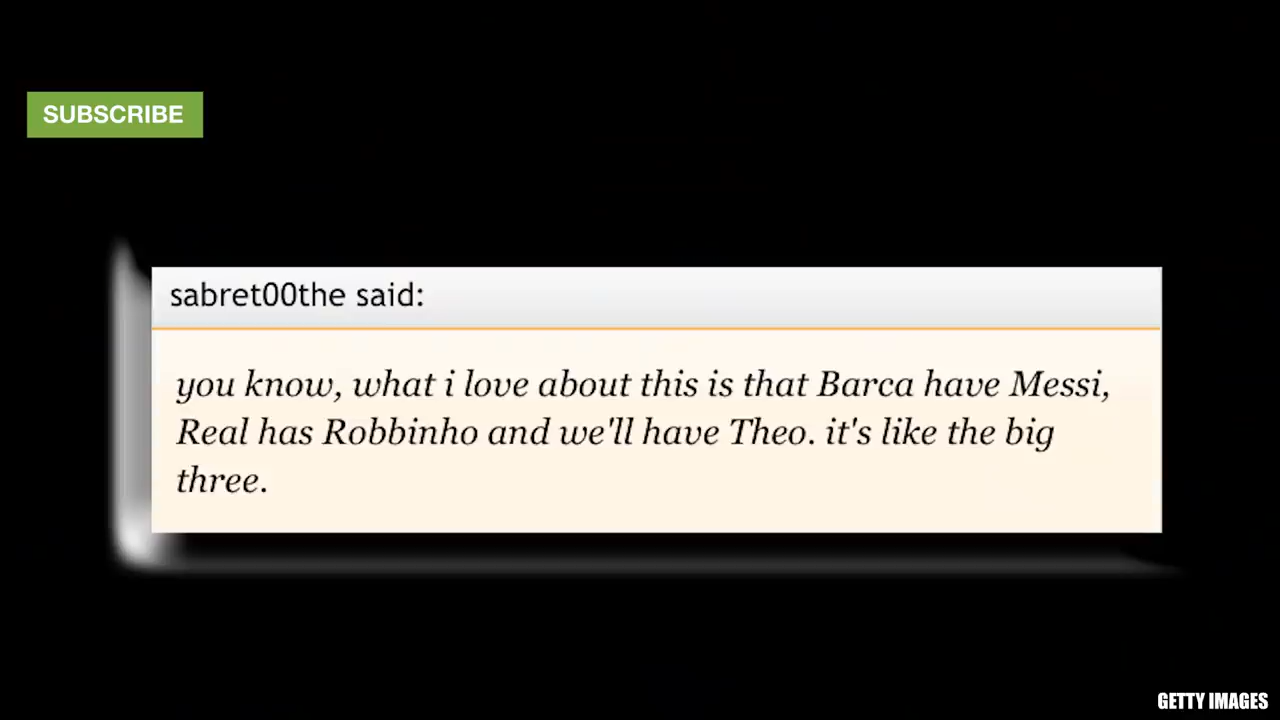 SUBSCRIBE
sabret00the said:
you know, what i love about this is that Barca have Messi,
Real has Robbinho and we'll have Theo. it's like the big
three.
GETTY IMAGES